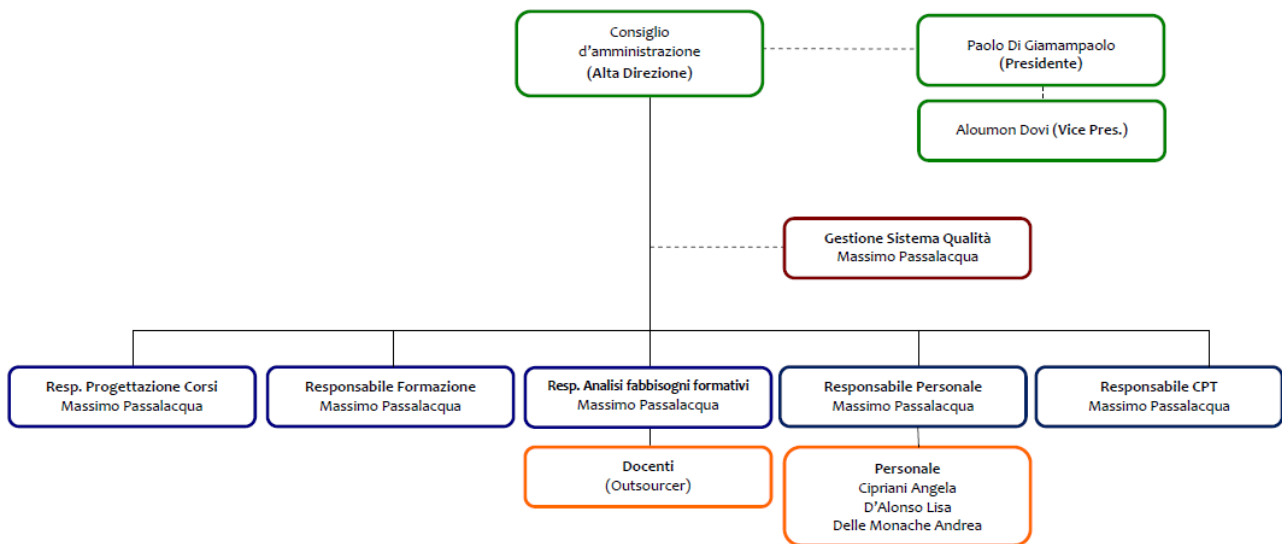 Consiglio
d'amministrazione
(Alta Direzione)
Paolo Di Giamampaolo
(Presidente)
Aloumon Dovi (Vice Pres.)
Gestione Sistema Qualità
Massimo Passalacqua
Resp. Progettazione Corsi
Massimo Passalacqua
Responsabile Formazione
Massimo Passalacqua
Resp. Analisi fabbisogni formativi
Massimo Passalacqua
Responsabile Personale
Massimo Passalacqua
Responsabile CPT
Massimo Passalacqua
Docenti
(Outsourcer)
Personale
Cipriani Angela
D'Alonso Lisa
Delle Monache Andrea